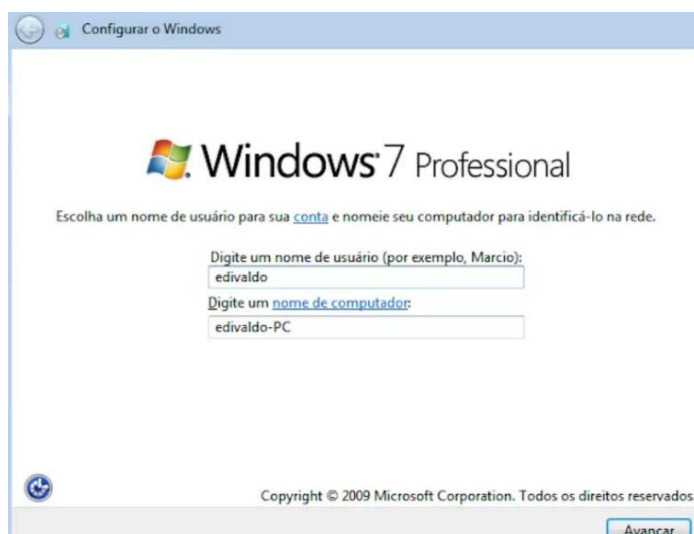 Configurar o Windows
Windows 7 Professional
Escolha um nome de usuário para sua conta e nomeie seu computador para identificá-lo na rede.
Digite um nome de usuário (por exemplo, Marcio):
edivaldo
Digite um nome de computador:
edivaldo-PC
Copyright © 2009 Microsoft Corporation. Todos os direitos reservados.
Avançar